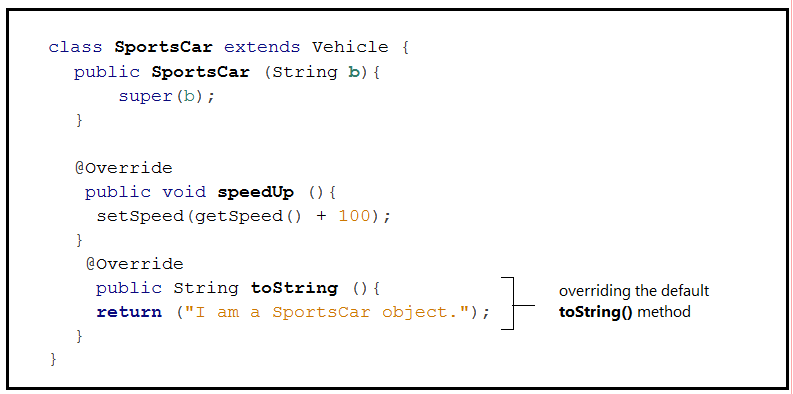 class SportsCar extends Vehicle {
public SportsCar (String b){
super(b);
}
@Override
public void speedUp (){
setSpeed(getSpeed() + 100);
}
@Override
public String toString (){
return ("I am a SportsCar object.");
}
}
overriding the default
toString() method